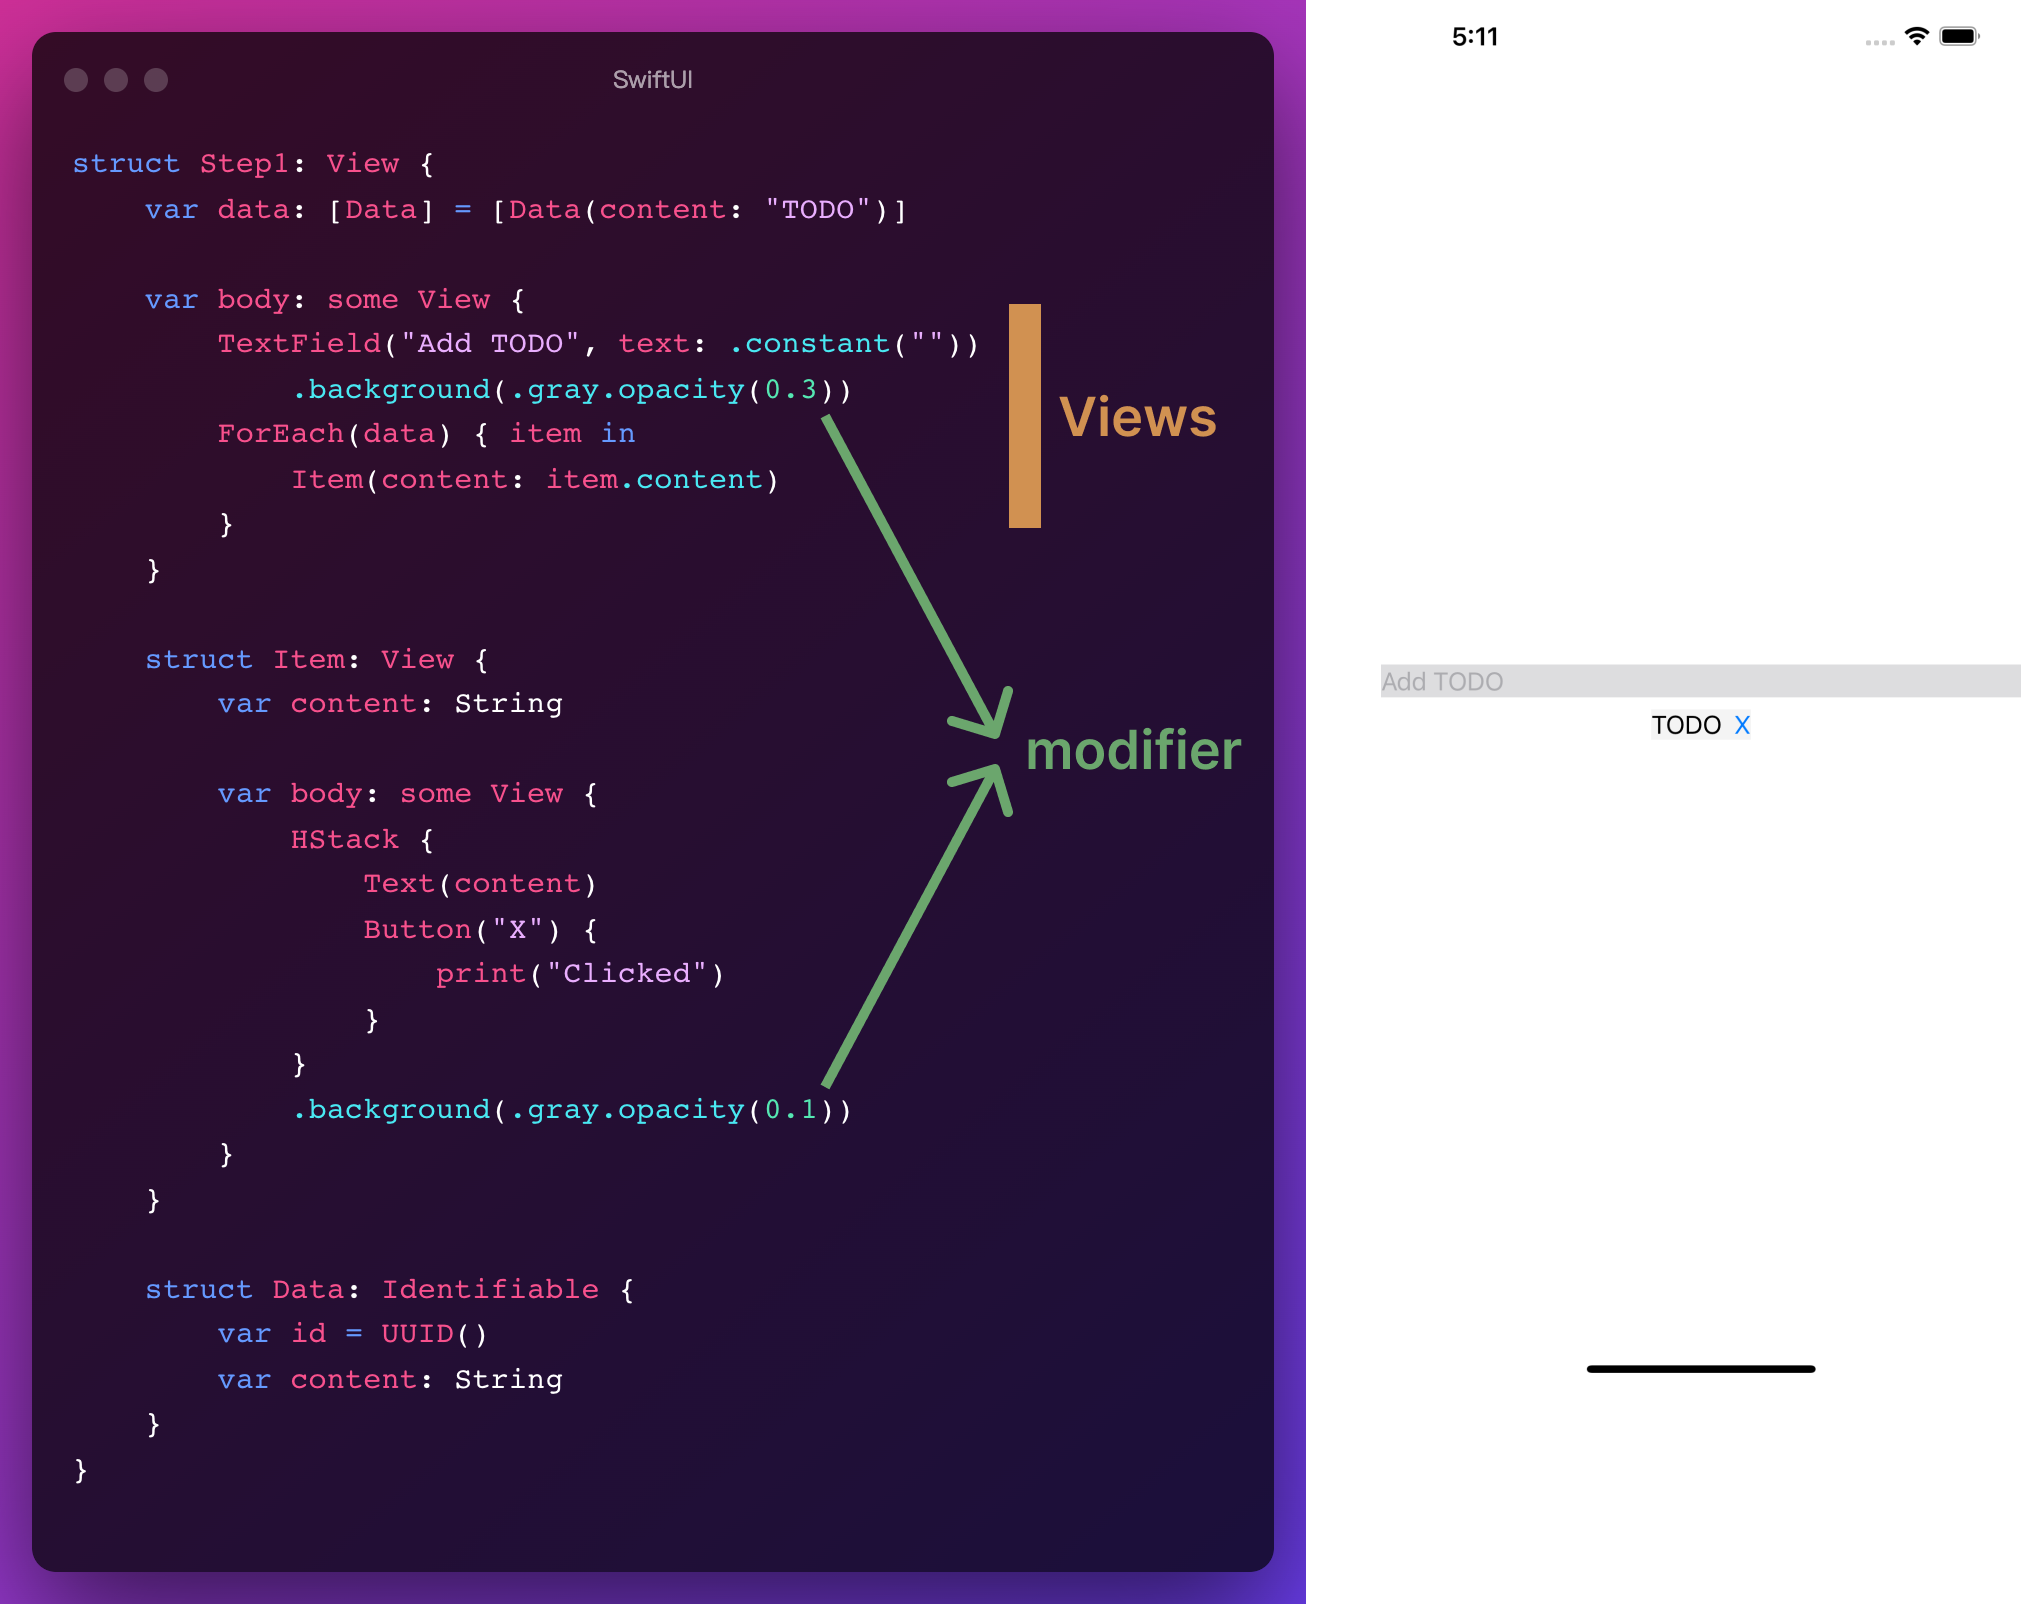 SwiftUI
struct Step1: View {
    var data: [Data] = [Data(content: "TODO")]
    var body: some View {
        TextField("Add TODO", text: .constant(""))
            .background(.gray.opacity(0.3))
        ForEach(data) { item in
            Item(content: item.content)
        }
    }
    struct Item: View {
        var content: String
        var body: some View {
            HStack {
                Text(content)
                Button("X") {
                    print("Clicked")
                }
            }
            .background(.gray.opacity(0.1))
        }
    }
    struct Data: Identifiable {
        var id = UUID()
        var content: String
    }
}
Views
modifier
5:11
Add TODO
TODO X